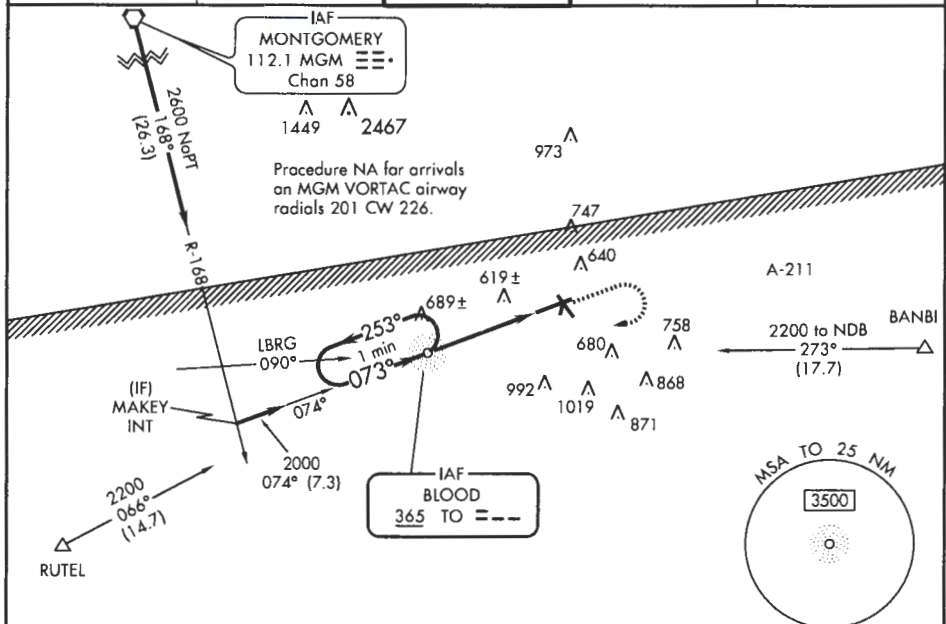 IAF
MONTGOMERY
112.1 MGM
Chan 58
2600 NoPT
168°
(26.3)
1449
2467
973
Procedure NA for arrivals
on MGM VORTAC airway
radials 201 CW 226.
747
R-168
640
619±
A-211
689±
253°
1 min
073°
LBRG
090°
758
680
2200 to NDB
273°
(17.7)
BANBI
(IF)
MAKEY
INT
074°
992
1019
868
871
2000
074° (7.3)
2200
066°
(14.7)
RUTEL
IAF
BLOOD
365 TO
MSA TO 25 NM
3500